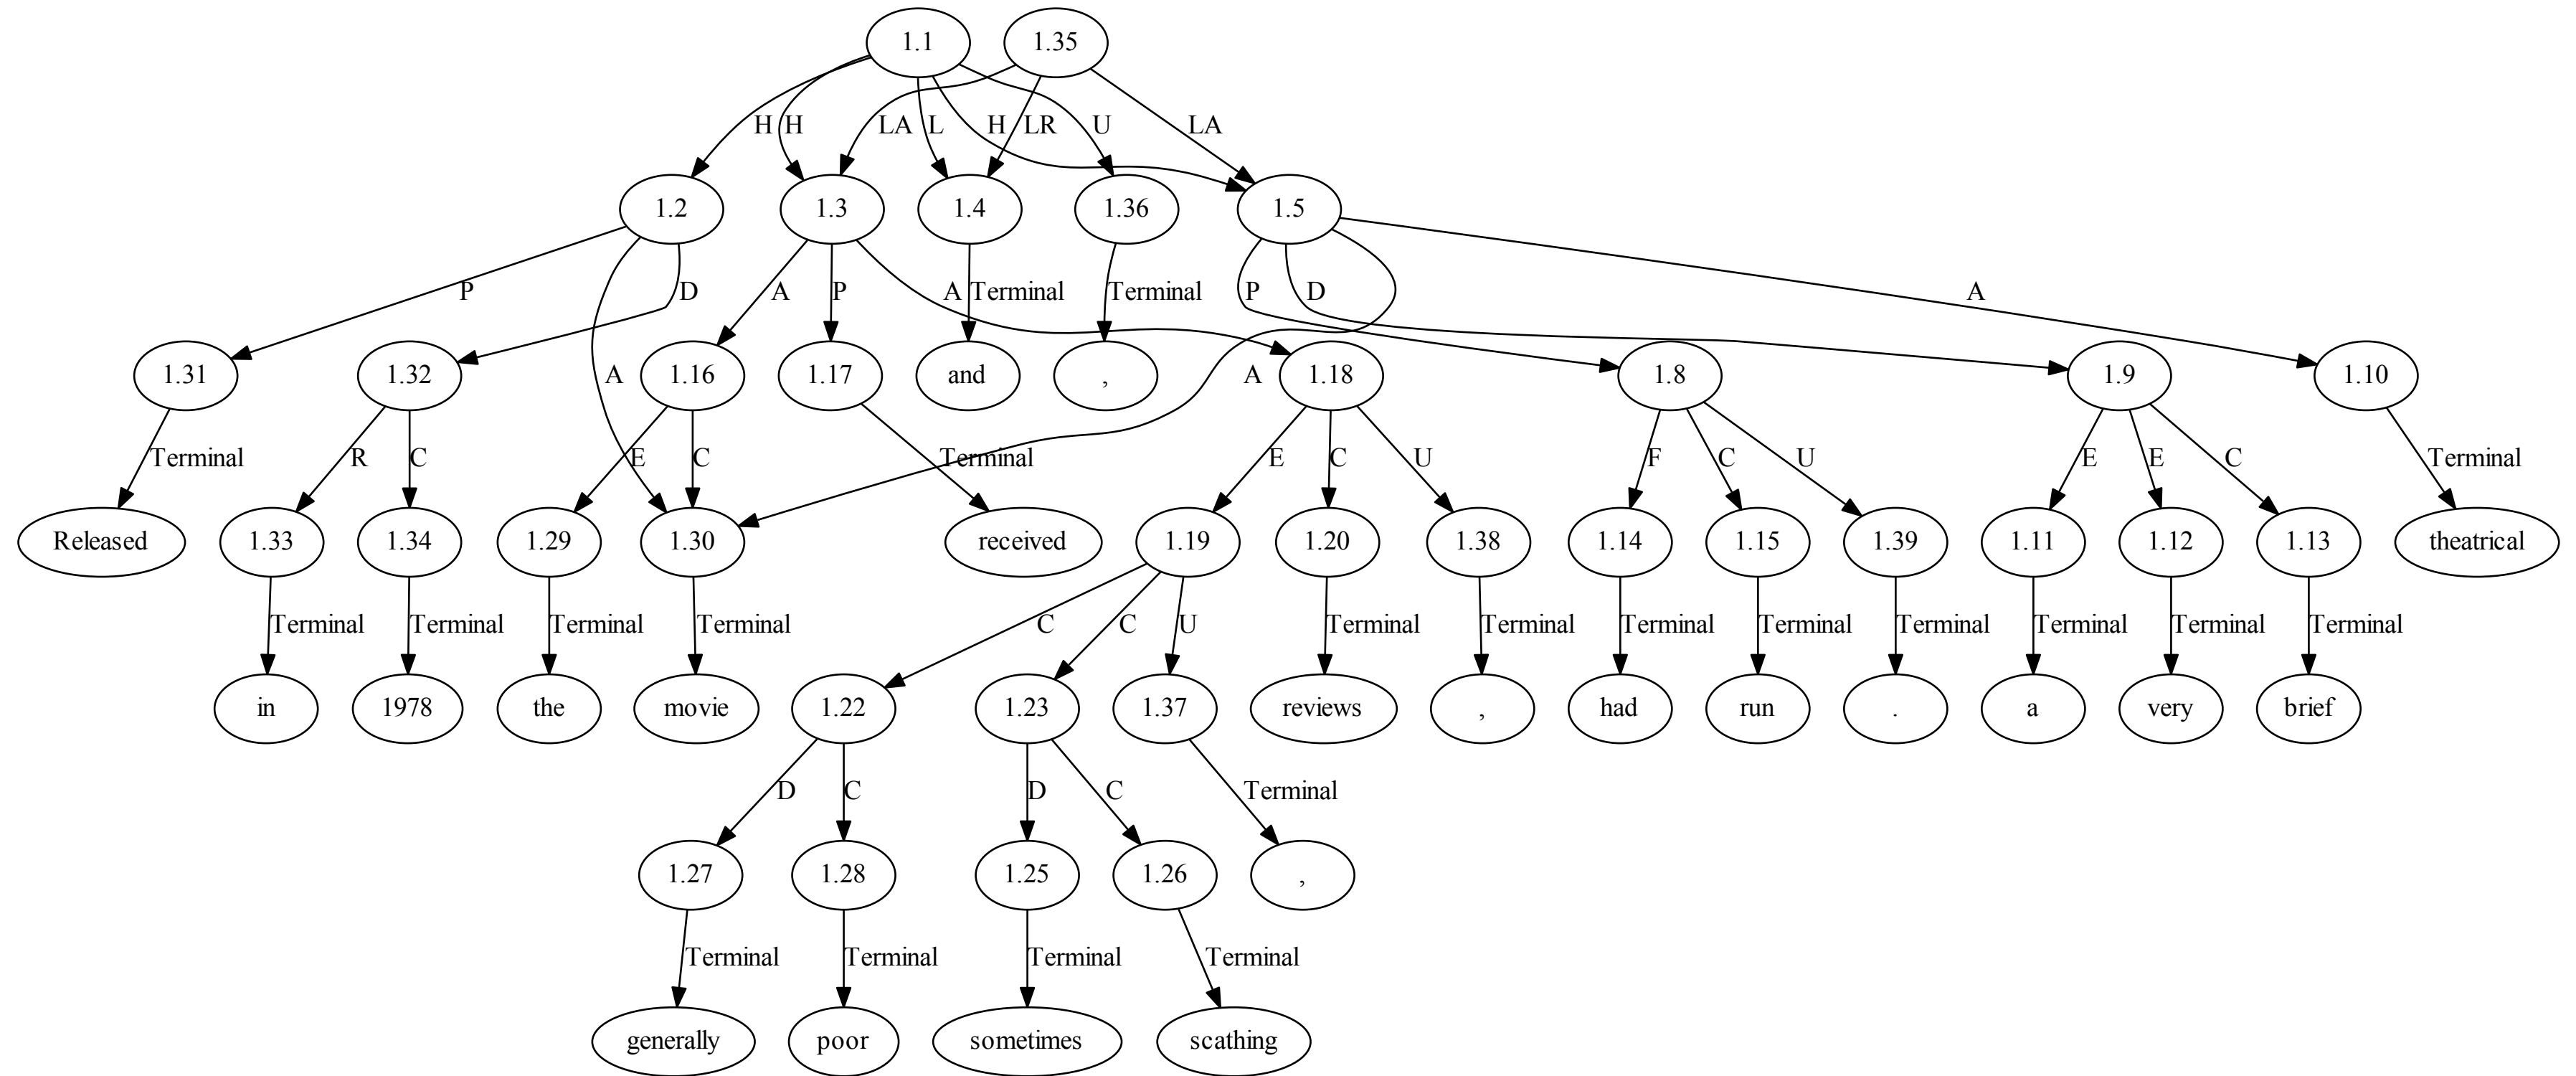 1.1 1.35
H H LA L H LR U LA
1.2 1.3 1.4 1.36 1.5
P A D A P A Terminal Terminal P D A A
1.31 1.32 1.16 1.17 and , 1.18 1.8 1.9 1.10
Terminal R C E C Terminal E C U F C U E E C Terminal
Released 1.33 1.34 1.29 1.30 received 1.19 1.20 1.38 1.14 1.15 1.39 1.11 1.12 1.13 theatrical
Terminal Terminal Terminal Terminal C C U Terminal Terminal Terminal Terminal Terminal Terminal Terminal Terminal
in 1978 the movie 1.22 1.23 1.37 reviews , had run . a very brief
D C D C Terminal
1.27 1.28 1.25 1.26 ,
Terminal Terminal Terminal Terminal
generally poor sometimes scathing